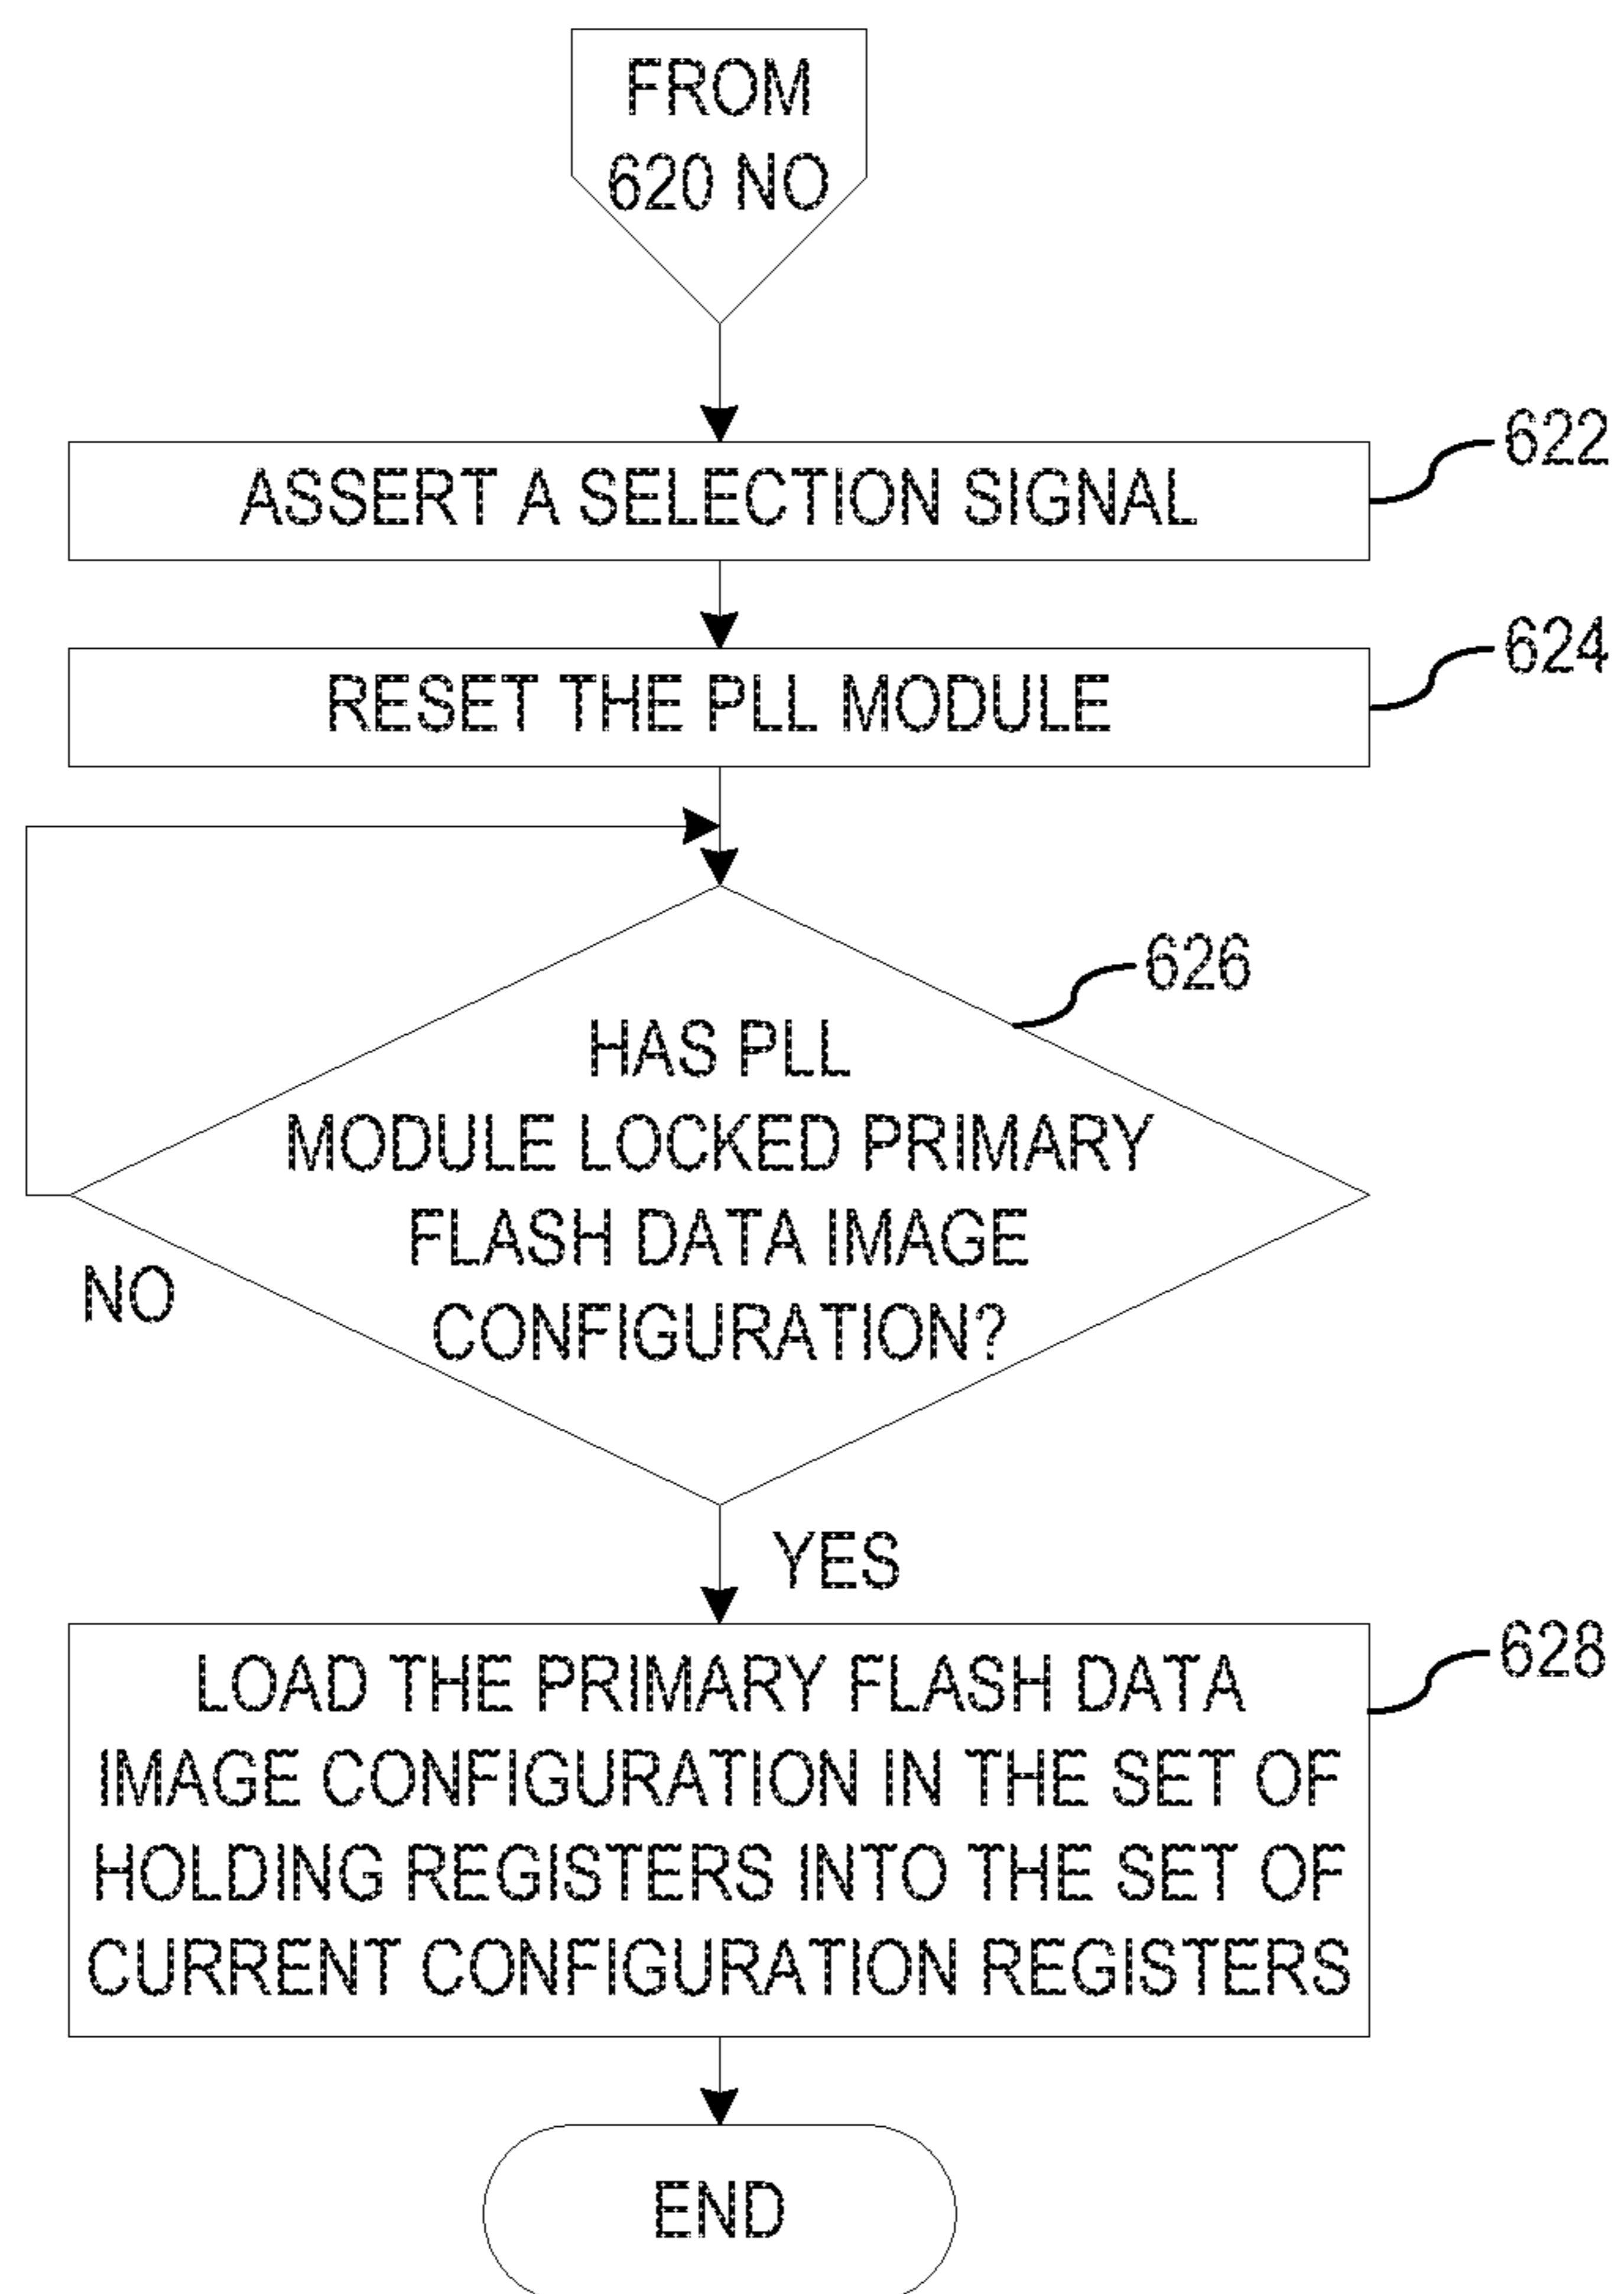 FROM
620 NO
ASSERT A SELECTION SIGNAL
622
RESET THE PLL MODULE
624
626
HAS PLL
MODULE LOCKED PRIMARY
FLASH DATA IMAGE
CONFIGURATION?
NO
YES
LOAD THE PRIMARY FLASH DATA
IMAGE CONFIGURATION IN THE SET OF
HOLDING REGISTERS INTO THE SET OF
CURRENT CONFIGURATION REGISTERS
628
END